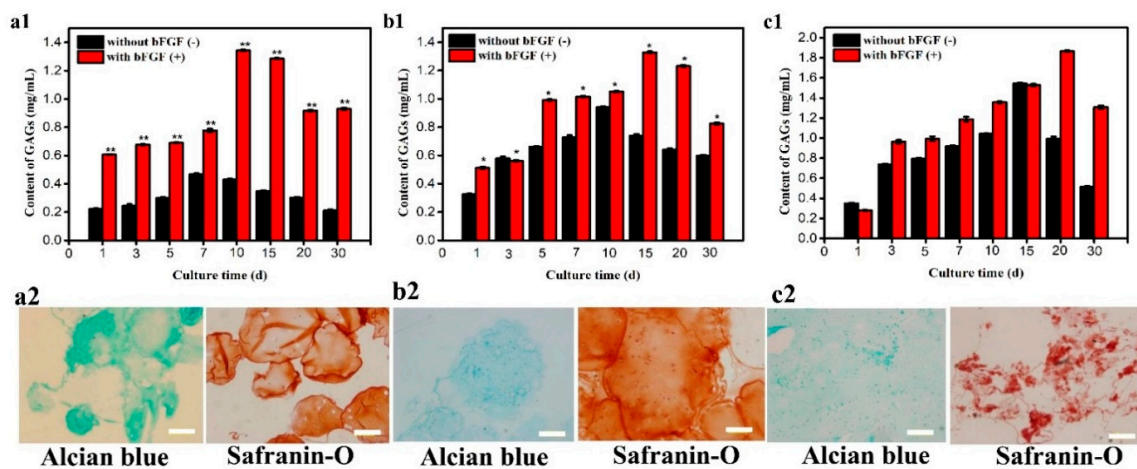 a1
without bFGF (-)
with bFGF (+)
Content of GAGs (mg/mL)
1.4
1.2
1.0
0.8
0.6
0.4
0.2
0.0
** ** ** ** ** ** ** **
0 1 3 5 7 10 15 20 30
Culture time (d)
b1
without bFGF (-)
with bFGF (+)
Content of GAGs (mg/mL)
1.4
1.2
1.0
0.8
0.6
0.4
0.2
0.0
* * * * * * * *
0 1 3 5 7 10 15 20 30
Culture time (d)
c1
without bFGF (-)
with bFGF (+)
Content of GAGs (mg/mL)
2.0
1.8
1.6
1.4
1.2
1.0
0.8
0.6
0.4
0.2
0 1 3 5 7 10 15 20 30
Culture time (d)
a2
Alcian blue
Safranin-O
b2
Alcian blue
Safranin-O
c2
Alcian blue
Safranin-O